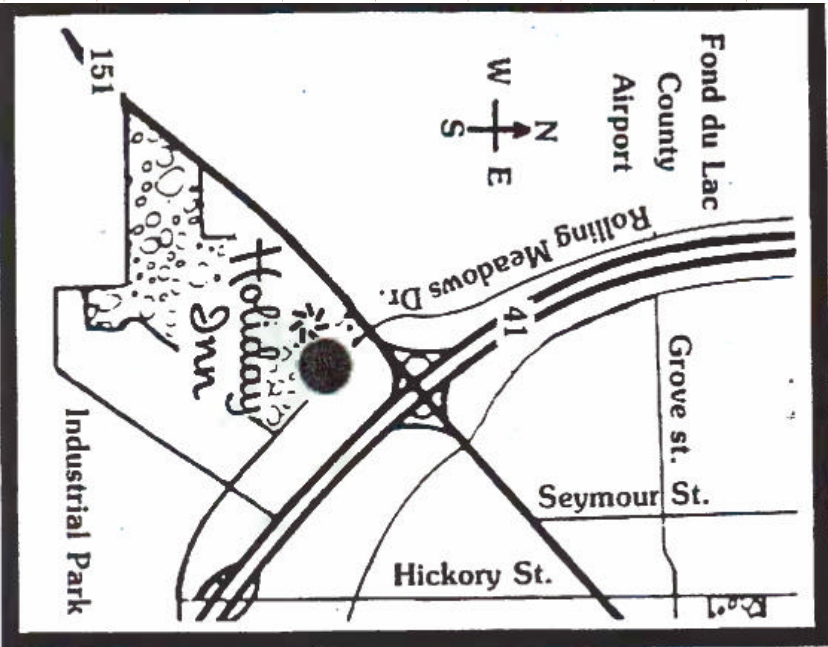 151
W
N
S
E
Fond du Lac
County
Airport
Rolling Meadows Dr.
41
Holiday
Inn
Grove st.
Seymour St.
Hickory St.
Industrial Park